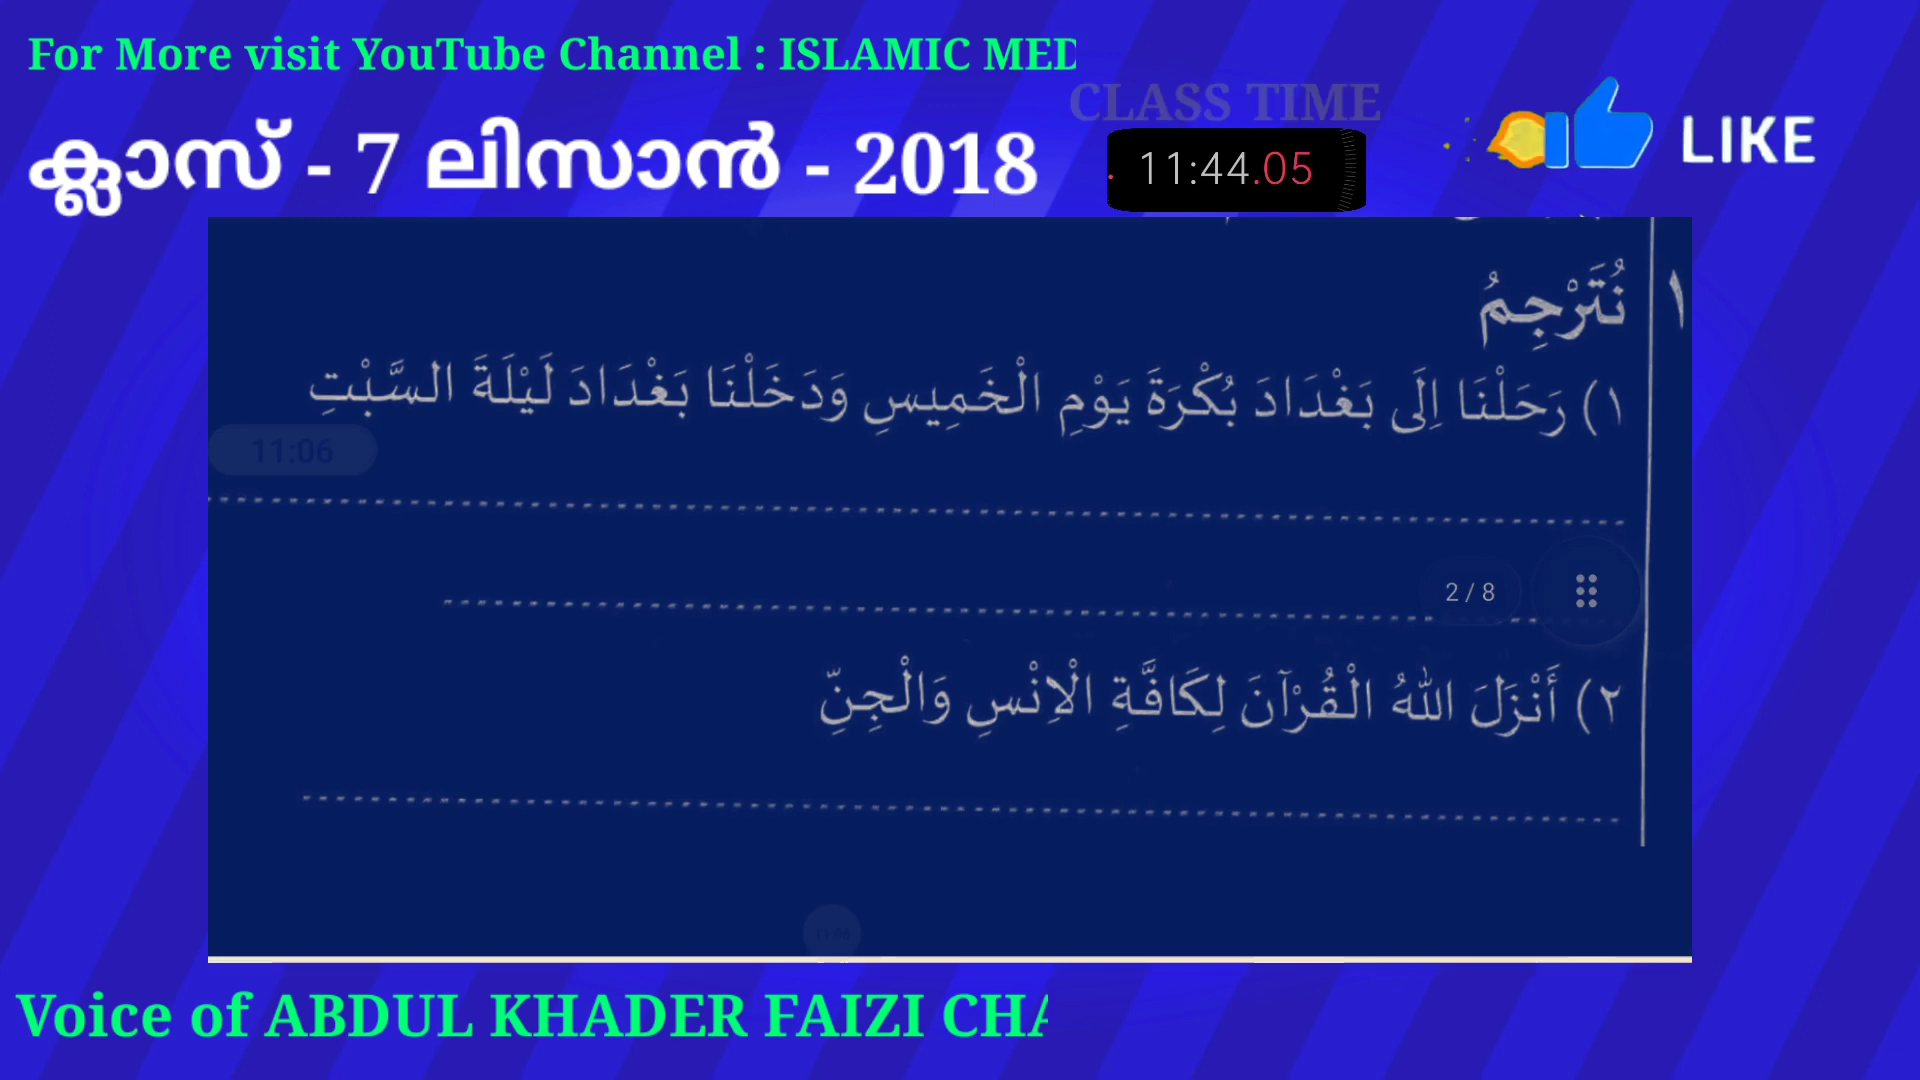 For More visit YouTube Channel : ISLAMIC MED
CLASS TIME
ക്ലാസ് - 7 ലിസാൻ - 2018
11:44.05
LIKE
١
نُتَرْجِمُ
١) رَحَلْنَا اِلَى بَغْدَادَ بُكْرَةَ يَوْمِ الْخَمِيسِ وَدَخَلْنَا بَغْدَادَ لَيْلَةَ السَّبْتِ
11:06
2 / 8
٢) أَنْزَلَ اللهُ الْقُرْآنَ لِكَافَّةِ الْاِنْسِ وَالْجِنِّ
Voice of ABDUL KHADER FAIZI CHA